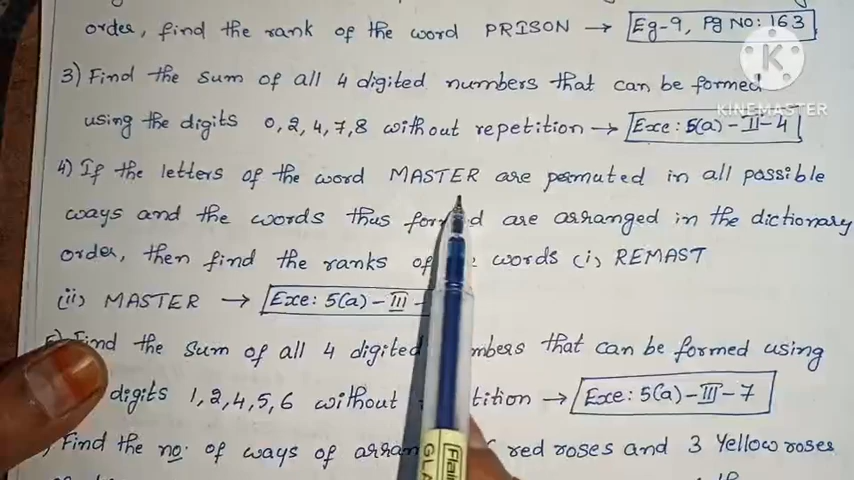 order, find the rank of the word PRISON → Eg-9, Pg NO: 163
3) Find the sum of all 4 digited numbers that can be formed
K
KINEMASTER
using the digits 0,2,4,7,8 without repetition → Exe: 5(a)-II-4
4) If the letters of the word MASTER are permuted in all possible
ways and the words thus formed are arranged in the dictionary
order, then find the ranks of words (i) REMAST
(ii) MASTER → Exe: 5(a)-III-
Find the sum of all 4 digited numbers that can be formed using
digits 1,2,4,5,6 without → Exe: 5(a)-III-7
Find the no. of ways of red roses and 3 Yellow roses